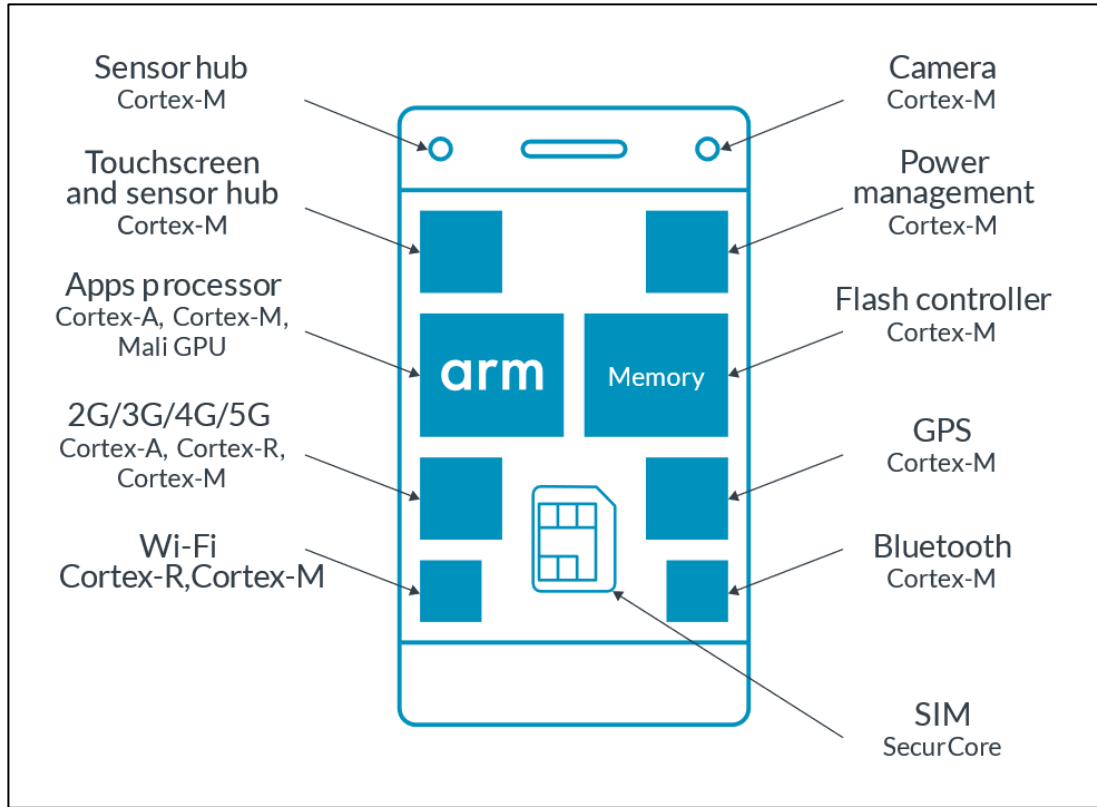 Sensor hub
Cortex-M
Touchscreen
and sensor hub
Cortex-M
Apps processor
Cortex-A, Cortex-M,
Mali GPU
2G/3G/4G/5G
Cortex-A, Cortex-R,
Cortex-M
Wi-Fi
Cortex-R,Cortex-M
arm
Memory
Camera
Cortex-M
Power
management
Cortex-M
Flash controller
Cortex-M
GPS
Cortex-M
Bluetooth
Cortex-M
SIM
SecurCore